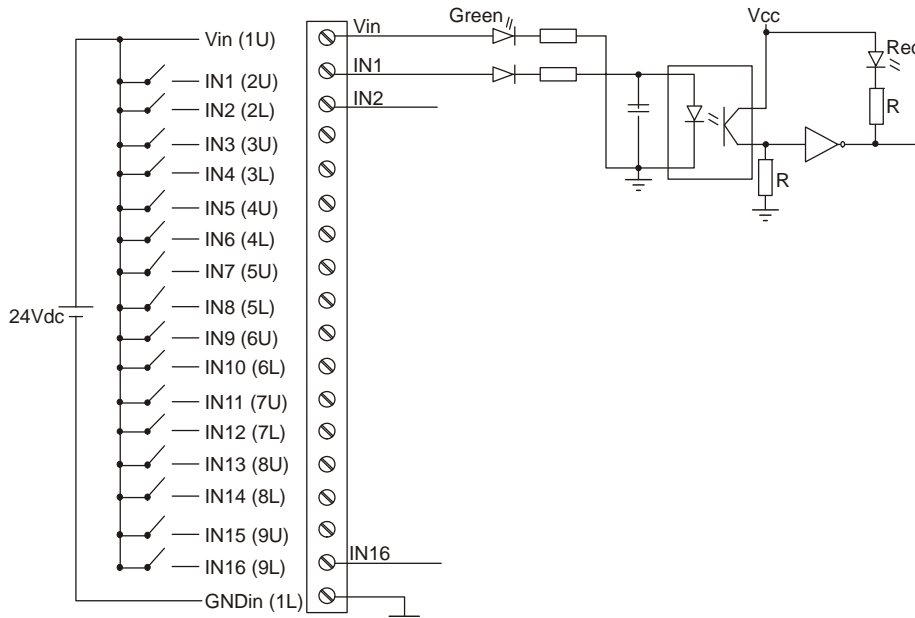 Vin (1U)
IN1 (2U)
IN2 (2L)
IN3 (3U)
IN4 (3L)
IN5 (4U)
IN6 (4L)
IN7 (5U)
IN8 (5L)
IN9 (6U)
IN10 (6L)
IN11 (7U)
IN12 (7L)
IN13 (8U)
IN14 (8L)
IN15 (9U)
IN16 (9L)
GNDin (1L)
24Vdc
Vin
IN1
IN2
IN16
Green
Vcc
Red
R
R